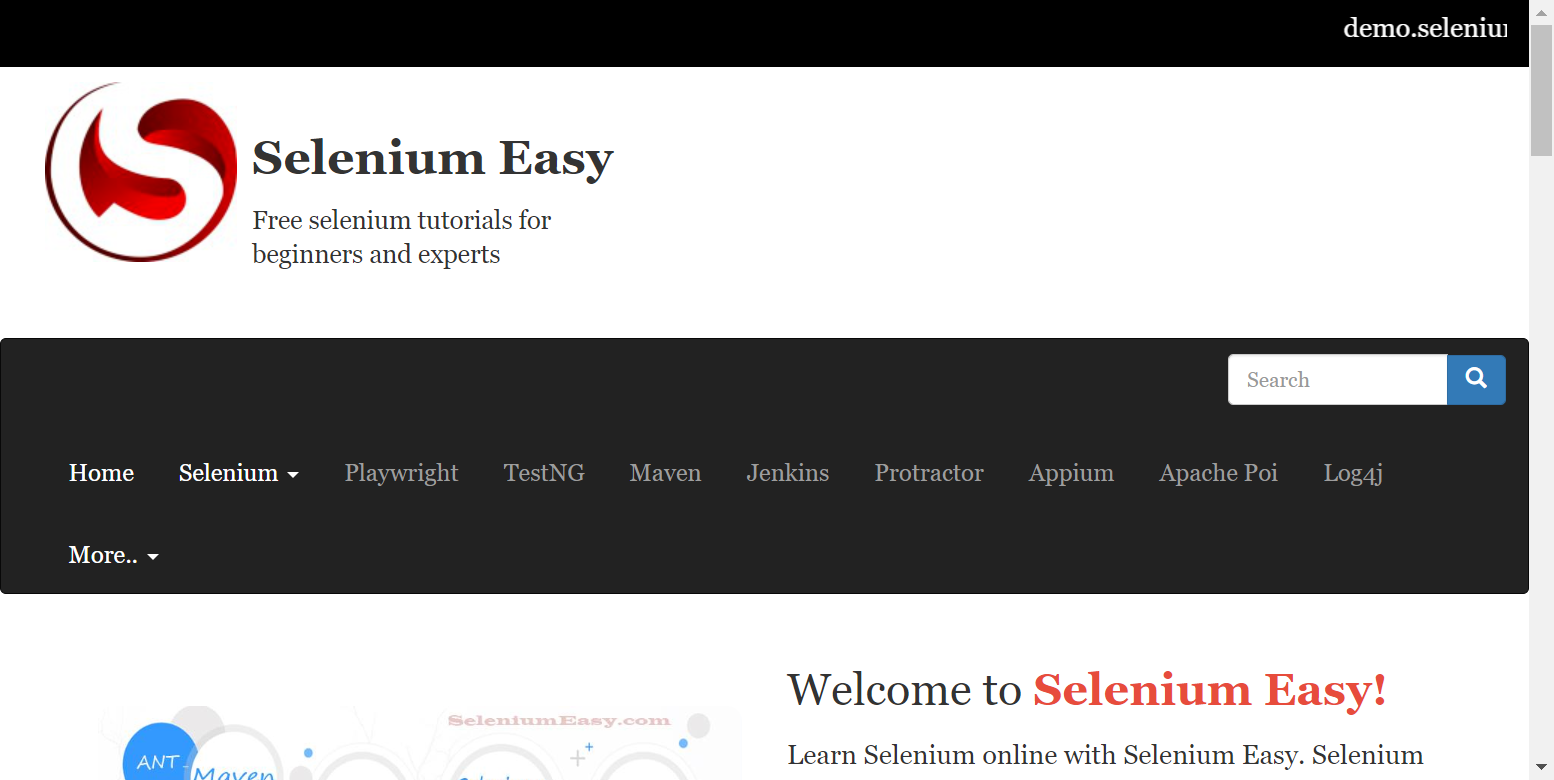 demo.seleniu
Selenium Easy
Free selenium tutorials for
beginners and experts
Search
Home Selenium Playwright TestNG Maven Jenkins Protractor Appium Apache Poi Log4j
More..
Welcome to Selenium Easy!
SeleniumEasy.com
ANT
Maven
Learn Selenium online with Selenium Easy. Selenium